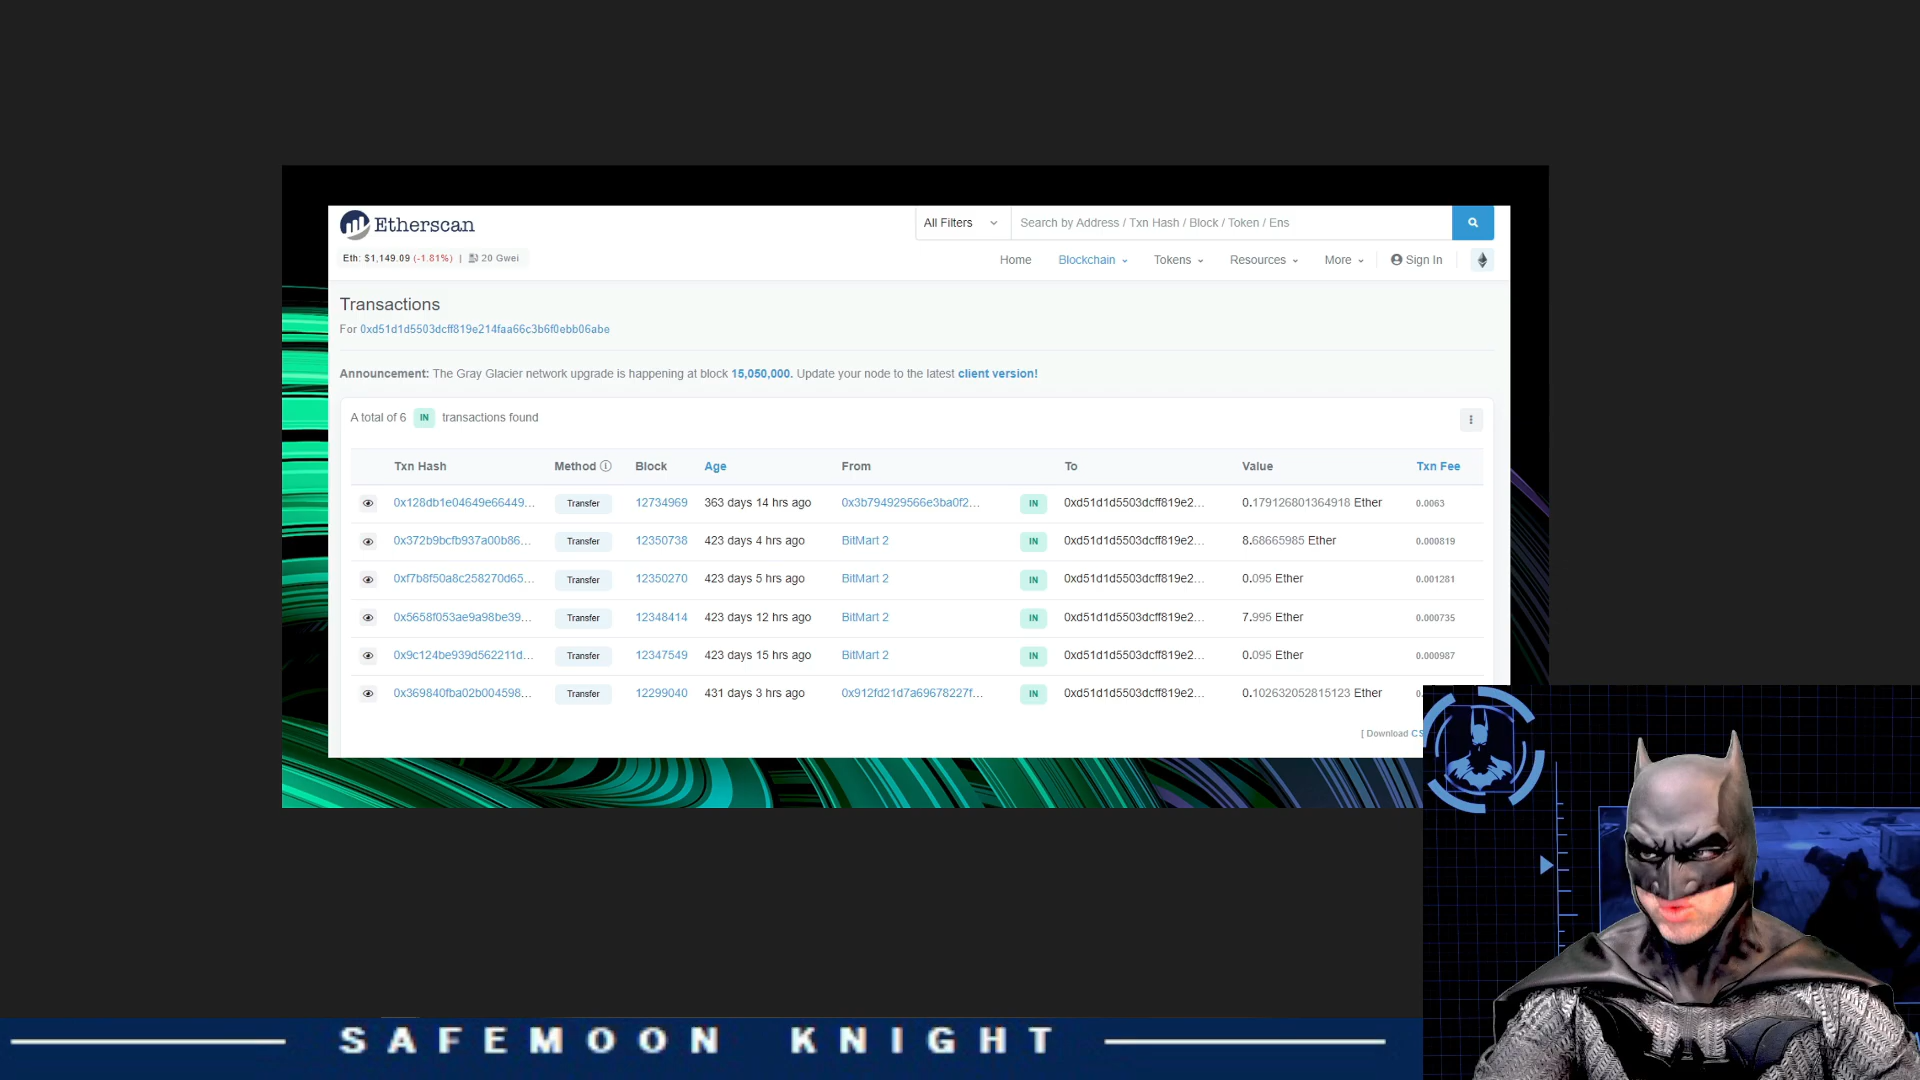 Etherscan
All Filters
Search by Address / Txn Hash / Block / Token / Ens
Eth: $1,149.09 (-1.81%) | 20 Gwei
Home Blockchain Tokens Resources More Sign In
Transactions
For 0xd51d1d5503dcff819e214faa66c3b6f0ebb06abe
Announcement: The Gray Glacier network upgrade is happening at block 15,050,000. Update your node to the latest client version!
A total of 6 IN transactions found
Txn Hash Method Block Age From To Value Txn Fee
0x128db1e04649e66449... Transfer 12734969 363 days 14 hrs ago 0x3b794929566e3ba0f2... IN 0xd51d1d5503dcff819e2... 0.179126801364918 Ether 0.0063
0x372b9bcfb937a00b86... Transfer 12350738 423 days 4 hrs ago BitMart 2 IN 0xd51d1d5503dcff819e2... 8.68665985 Ether 0.000819
0xf7b8f50a8c258270d65... Transfer 12350270 423 days 5 hrs ago BitMart 2 IN 0xd51d1d5503dcff819e2... 0.095 Ether 0.001281
0x5658f053ae9a98be39... Transfer 12348414 423 days 12 hrs ago BitMart 2 IN 0xd51d1d5503dcff819e2... 7.995 Ether 0.000735
0x9c124be939d562211d... Transfer 12347549 423 days 15 hrs ago BitMart 2 IN 0xd51d1d5503dcff819e2... 0.095 Ether 0.000987
0x369840fba02b004598... Transfer 12299040 431 days 3 hrs ago 0x912fd21d7a69678227f... IN 0xd51d1d5503dcff819e2... 0.102632052815123 Ether
[ Download
SAFEMOON KNIGHT